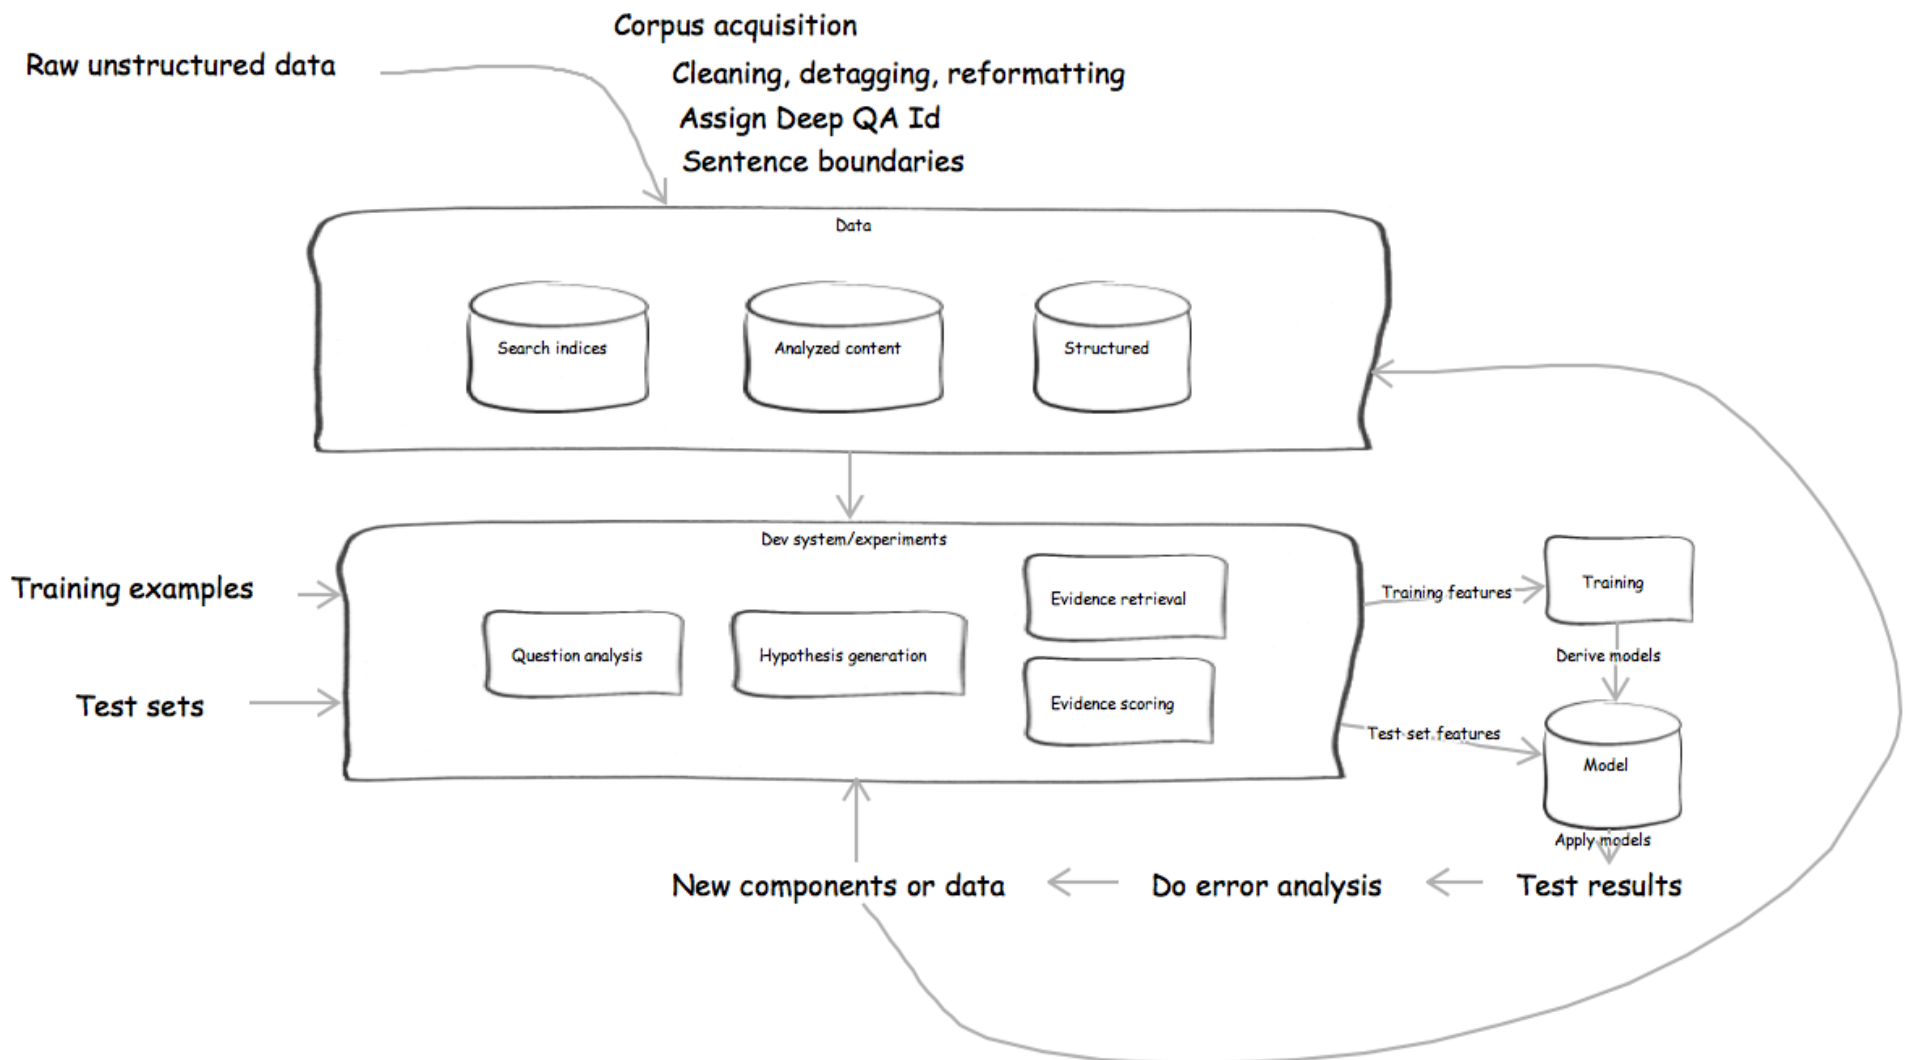 Corpus acquisition
Raw unstructured data
Cleaning, detagging, reformatting
Assign Deep QA Id
Sentence boundaries
Data
Search indices
Analyzed content
Structured
Dev system/experiments
Training examples
Test sets
Question analysis
Hypothesis generation
Evidence retrieval
Evidence scoring
Training features
Training
Derive models
Test set features
Model
Apply models
New components or data
Do error analysis
Test results